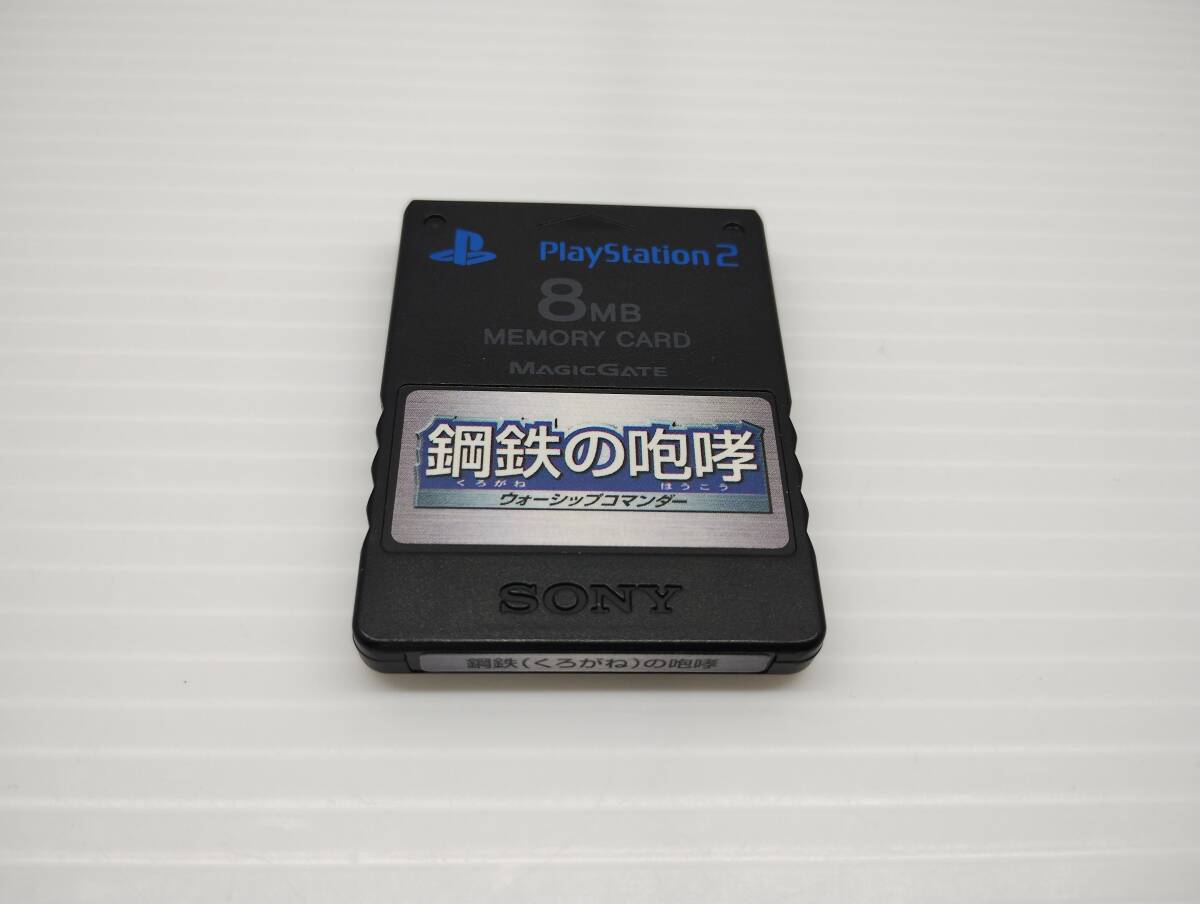 PlayStation 2
8MB
MEMORY CARD
MAGICGATE
鋼鉄の咆哮
くろがね ほうこう
ウォーシップコマンダー
SONY
鋼鉄(くろがね)の咆哮